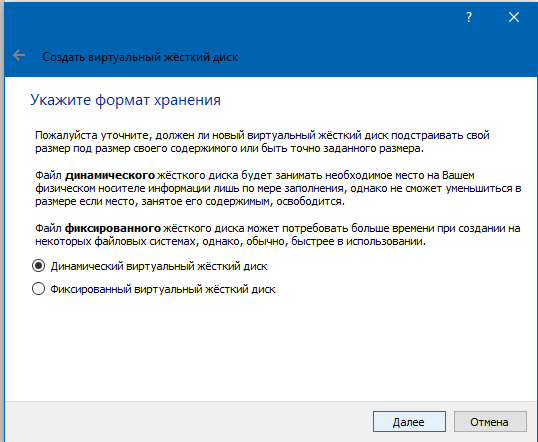 ?
Создать виртуальный жёсткий диск
Укажите формат хранения
Пожалуйста уточните, должен ли новый виртуальный жёсткий диск подстраивать свой
размер под размер своего содержимого или быть точно заданного размера.
Файл динамического жёсткого диска будет занимать необходимое место на Вашем
физическом носителе информации лишь по мере заполнения, однако не сможет уменьшиться в
размере если место, занятое его содержимым, освободится.
Файл фиксированного жёсткого диска может потребовать больше времени при создании на
некоторых файловых системах, однако, обычно, быстрее в использовании.
Динамический виртуальный жёсткий диск
Фиксированный виртуальный жёсткий диск
Далее Отмена